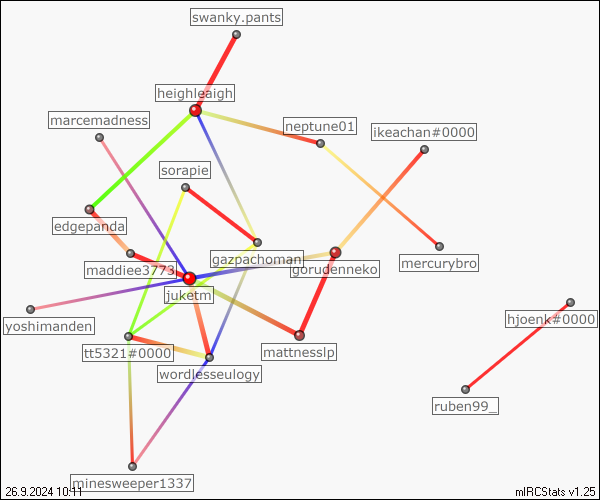 swanky.pants
heighleaigh
marcemadness
neptune01
ikeachan#0000
sorapie
edgepanda
gazpachoman
gorudenneko
mercurybro
maddiee3773
juketm
yoshimanden
hjoenk#0000
tt5321#0000
mattnesslp
wordlesseulogy
ruben99_
minesweeper1337
26.9.2024 10:11
mIRCStats v1.25